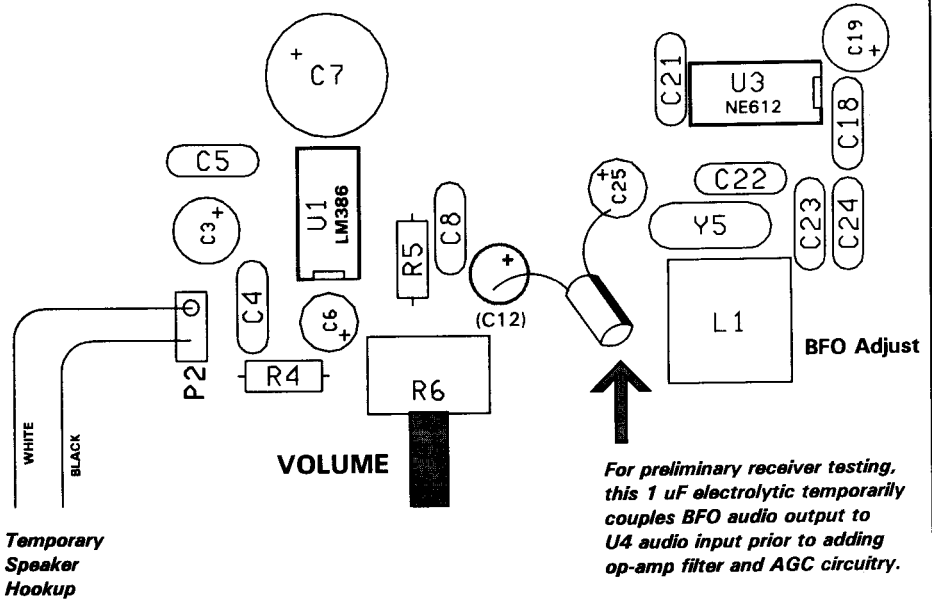 +
C7
C19
+
C21
U3
NE612
C18
C5
U1
LM386
+
C25
C22
C3
+
C8
Y5
C23
C24
R5
+
(C12)
C4
C6
+
L1
BFO Adjust
P2
R4
R6
WHITE
BLACK
VOLUME
For preliminary receiver testing,
this 1 uF electrolytic temporarily
couples BFO audio output to
U4 audio input prior to adding
op-amp filter and AGC circuitry.
Temporary
Speaker
Hookup